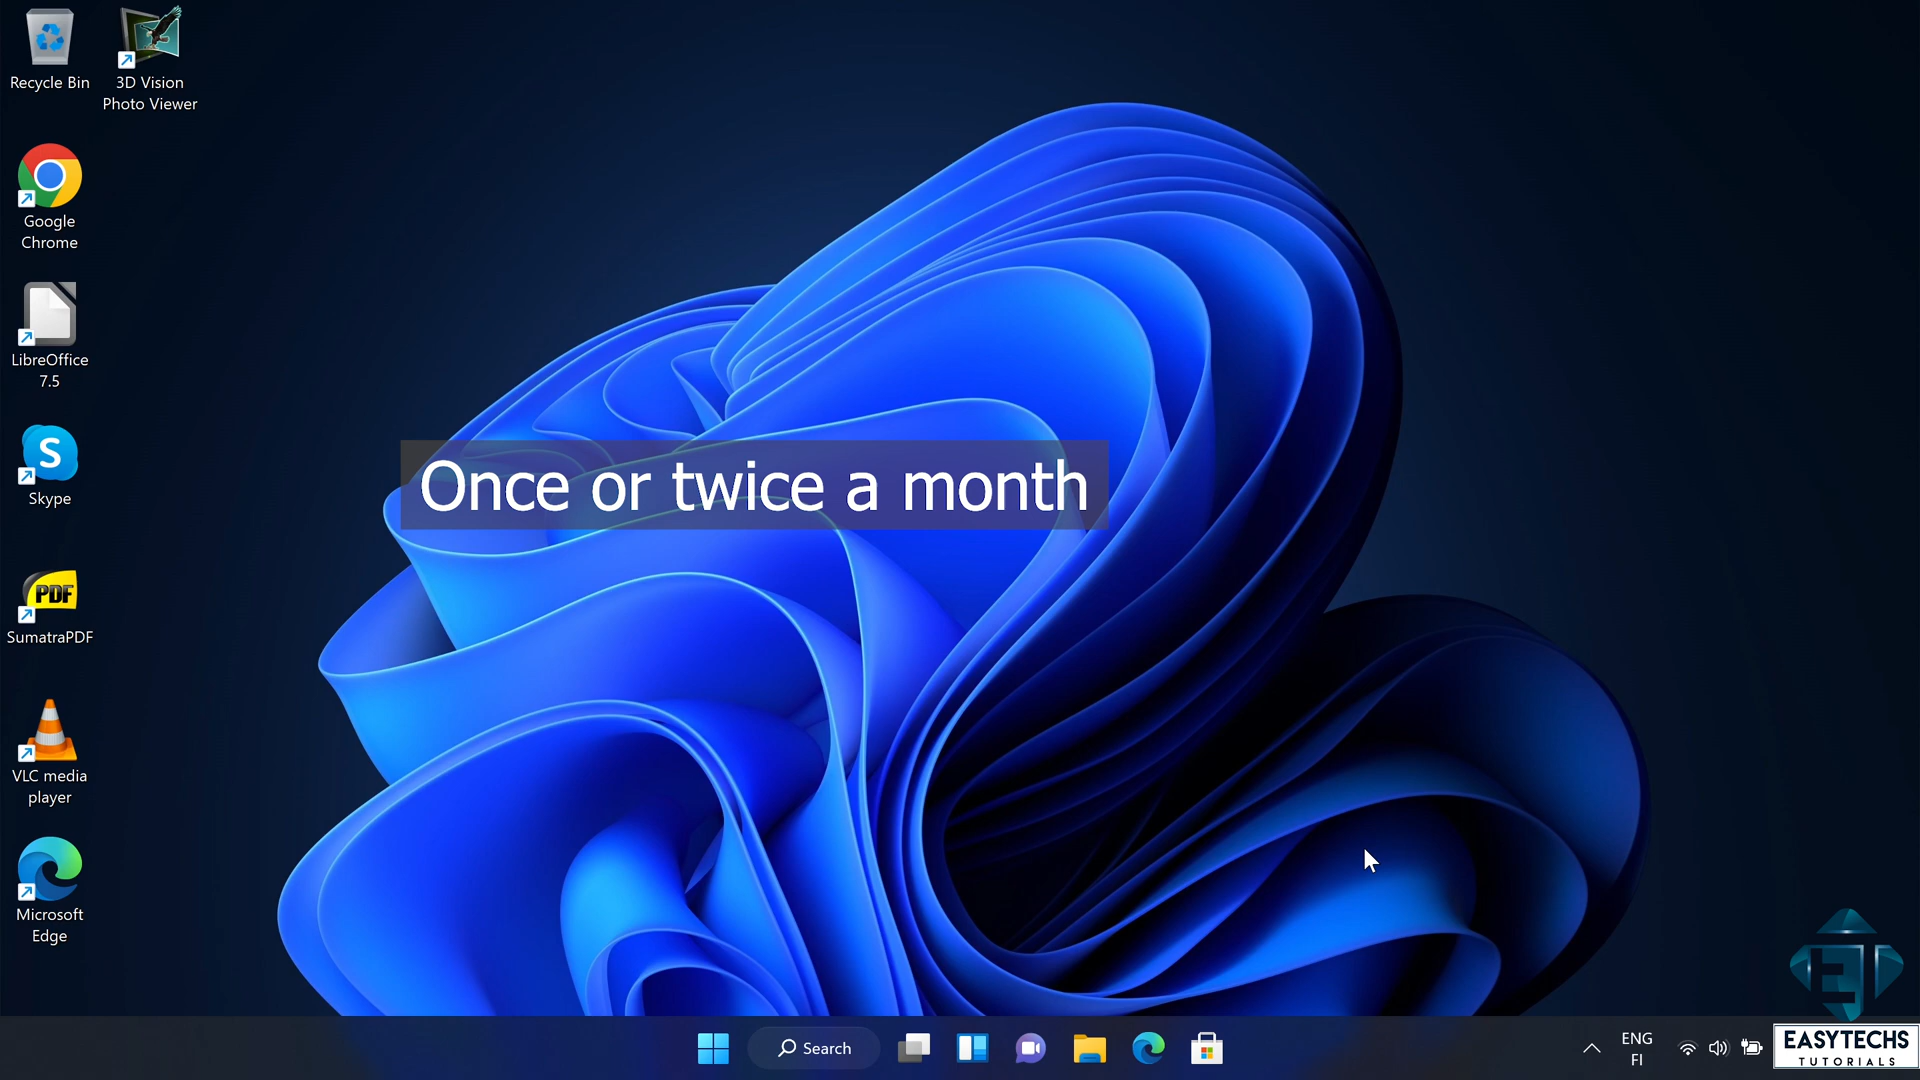 Recycle Bin
3D Vision
Photo Viewer
Google
Chrome
LibreOffice
7.5
S
Skype
PDF
SumatraPDF
VLC media
player
Microsoft
Edge
Once or twice a month
Search
ENG
FI
EASYTECHS
TUTORIALS